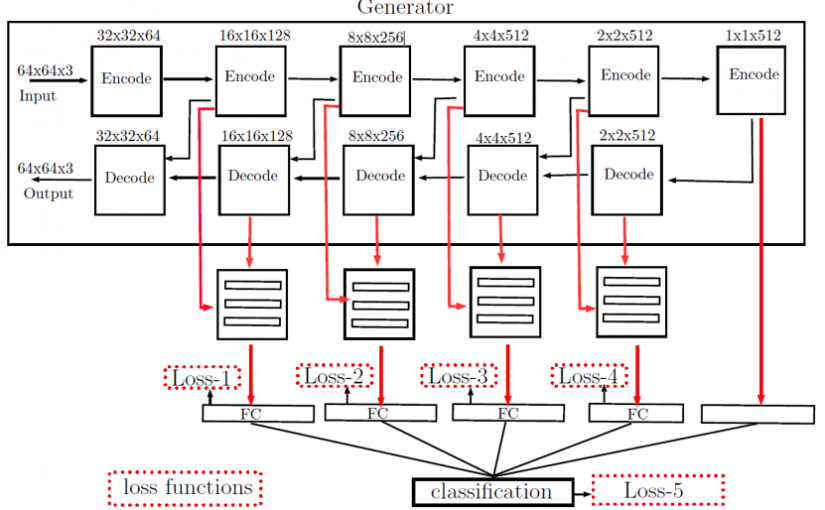 Generator
32x32x64 16x16x128 8x8x256 4x4x512 2x2x512 1x1x512
64x64x3 Encode Encode Encode Encode Encode Encode
Input
32x32x64 16x16x128 8x8x256 4x4x512 2x2x512
64x64x3 Decode Decode Decode Decode Decode
Output
Loss-1 Loss-2 Loss-3 Loss-4
FC FC FC FC
loss functions classification Loss-5